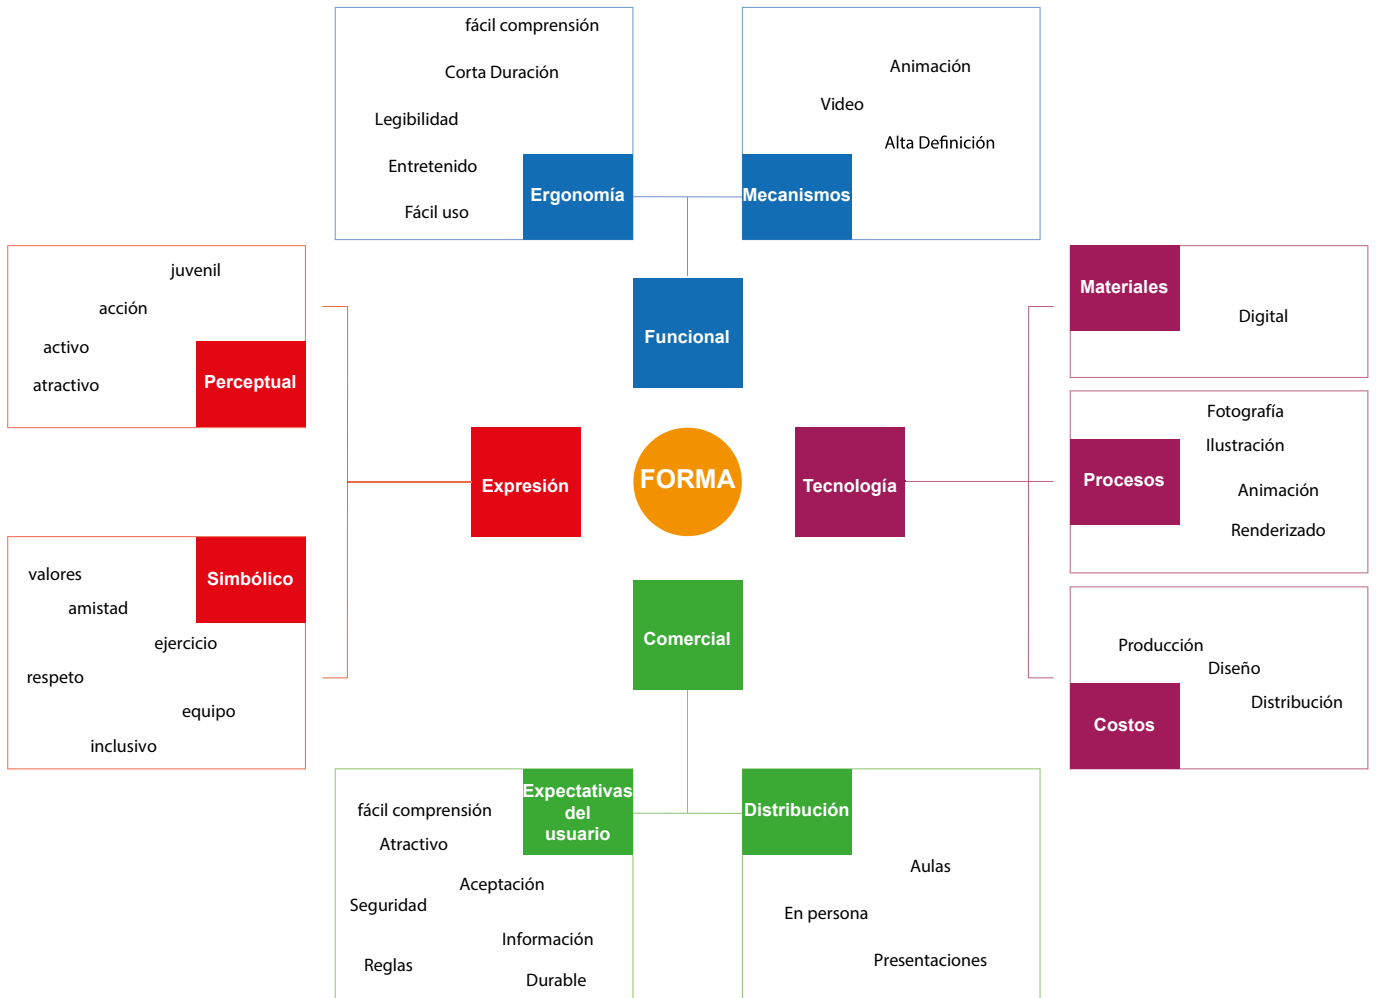 fácil comprensión
Corta Duración
Legibilidad
Entretenido
Fácil uso
Ergonomía
Animación
Video
Alta Definición
Mecanismos
Funcional
juvenil
acción
activo
atractivo
Perceptual
Simbólico
valores
amistad
ejercicio
respeto
equipo
inclusivo
Expresión
FORMA
Tecnología
Materiales
Digital
Fotografía
Ilustración
Procesos
Animación
Renderizado
Producción
Diseño
Distribución
Costos
Comercial
Expectativas
del
usuario
fácil comprensión
Atractivo
Aceptación
Seguridad
Información
Reglas
Durable
Distribución
Aulas
En persona
Presentaciones